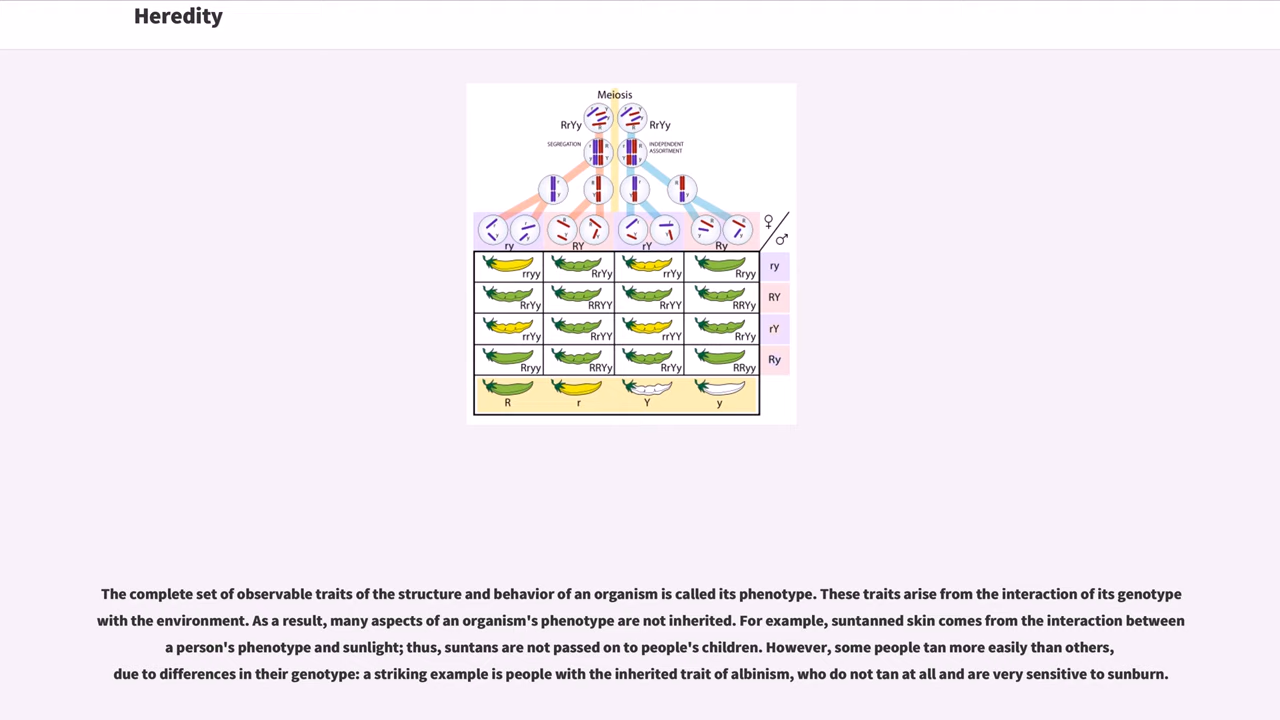 Heredity
Meiosis
RrYy RrYy
SEGREGATION INDEPENDENT
ASSORTMENT
♀
♂
ry RY rY Ry
rryy RrYy rrYy Rryy ry
RrYy RRYY RrYY RRYy RY
rrYy RrYY rrYY RrYy rY
Rryy RRYy RrYy RRyy Ry
R r Y y
The complete set of observable traits of the structure and behavior of an organism is called its phenotype. These traits arise from the interaction of its genotype
with the environment. As a result, many aspects of an organism's phenotype are not inherited. For example, suntanned skin comes from the interaction between
a person's phenotype and sunlight; thus, suntans are not passed on to people's children. However, some people tan more easily than others,
due to differences in their genotype: a striking example is people with the inherited trait of albinism, who do not tan at all and are very sensitive to sunburn.